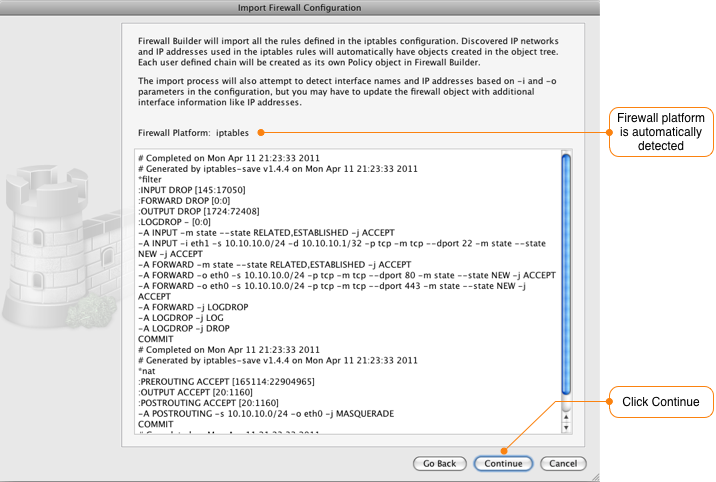 Import Firewall Configuration
Firewall Builder will import all the rules defined in the iptables configuration. Discovered IP networks
and IP addresses used in the iptables rules will automatically have objects created in the object tree.
Each user defined chain will be created as its own Policy object in Firewall Builder.
The import process will also attempt to detect interface names and IP addresses based on -i and -o
parameters in the configuration, but you may have to update the firewall object with additional
interface information like IP addresses.
Firewall Platform: iptables
Firewall platform
is automatically
detected
# Completed on Mon Apr 11 21:23:33 2011
# Generated by iptables-save v1.4.4 on Mon Apr 11 21:23:33 2011
*filter
:INPUT DROP [145:17050]
:FORWARD DROP [0:0]
:OUTPUT DROP [1724:72408]
:LOGDROP - [0:0]
-A INPUT -m state --state RELATED,ESTABLISHED -j ACCEPT
-A INPUT -i eth1 -s 10.10.10.0/24 -d 10.10.10.1/32 -p tcp -m tcp --dport 22 -m state --state
NEW -j ACCEPT
-A FORWARD -m state --state RELATED,ESTABLISHED -j ACCEPT
-A FORWARD -o eth0 -s 10.10.10.0/24 -p tcp -m tcp --dport 80 -m state --state NEW -j ACCEPT
-A FORWARD -o eth0 -s 10.10.10.0/24 -p tcp -m tcp --dport 443 -m state --state NEW -j
ACCEPT
-A FORWARD -j LOGDROP
-A LOGDROP -j LOG
-A LOGDROP -j DROP
COMMIT
# Completed on Mon Apr 11 21:23:33 2011
# Generated by iptables-save v1.4.4 on Mon Apr 11 21:23:33 2011
*nat
:PREROUTING ACCEPT [165114:22904965]
:OUTPUT ACCEPT [20:1160]
:POSTROUTING ACCEPT [20:1160]
-A POSTROUTING -s 10.10.10.0/24 -o eth0 -j MASQUERADE
COMMIT
Click Continue
Go Back
Continue
Cancel